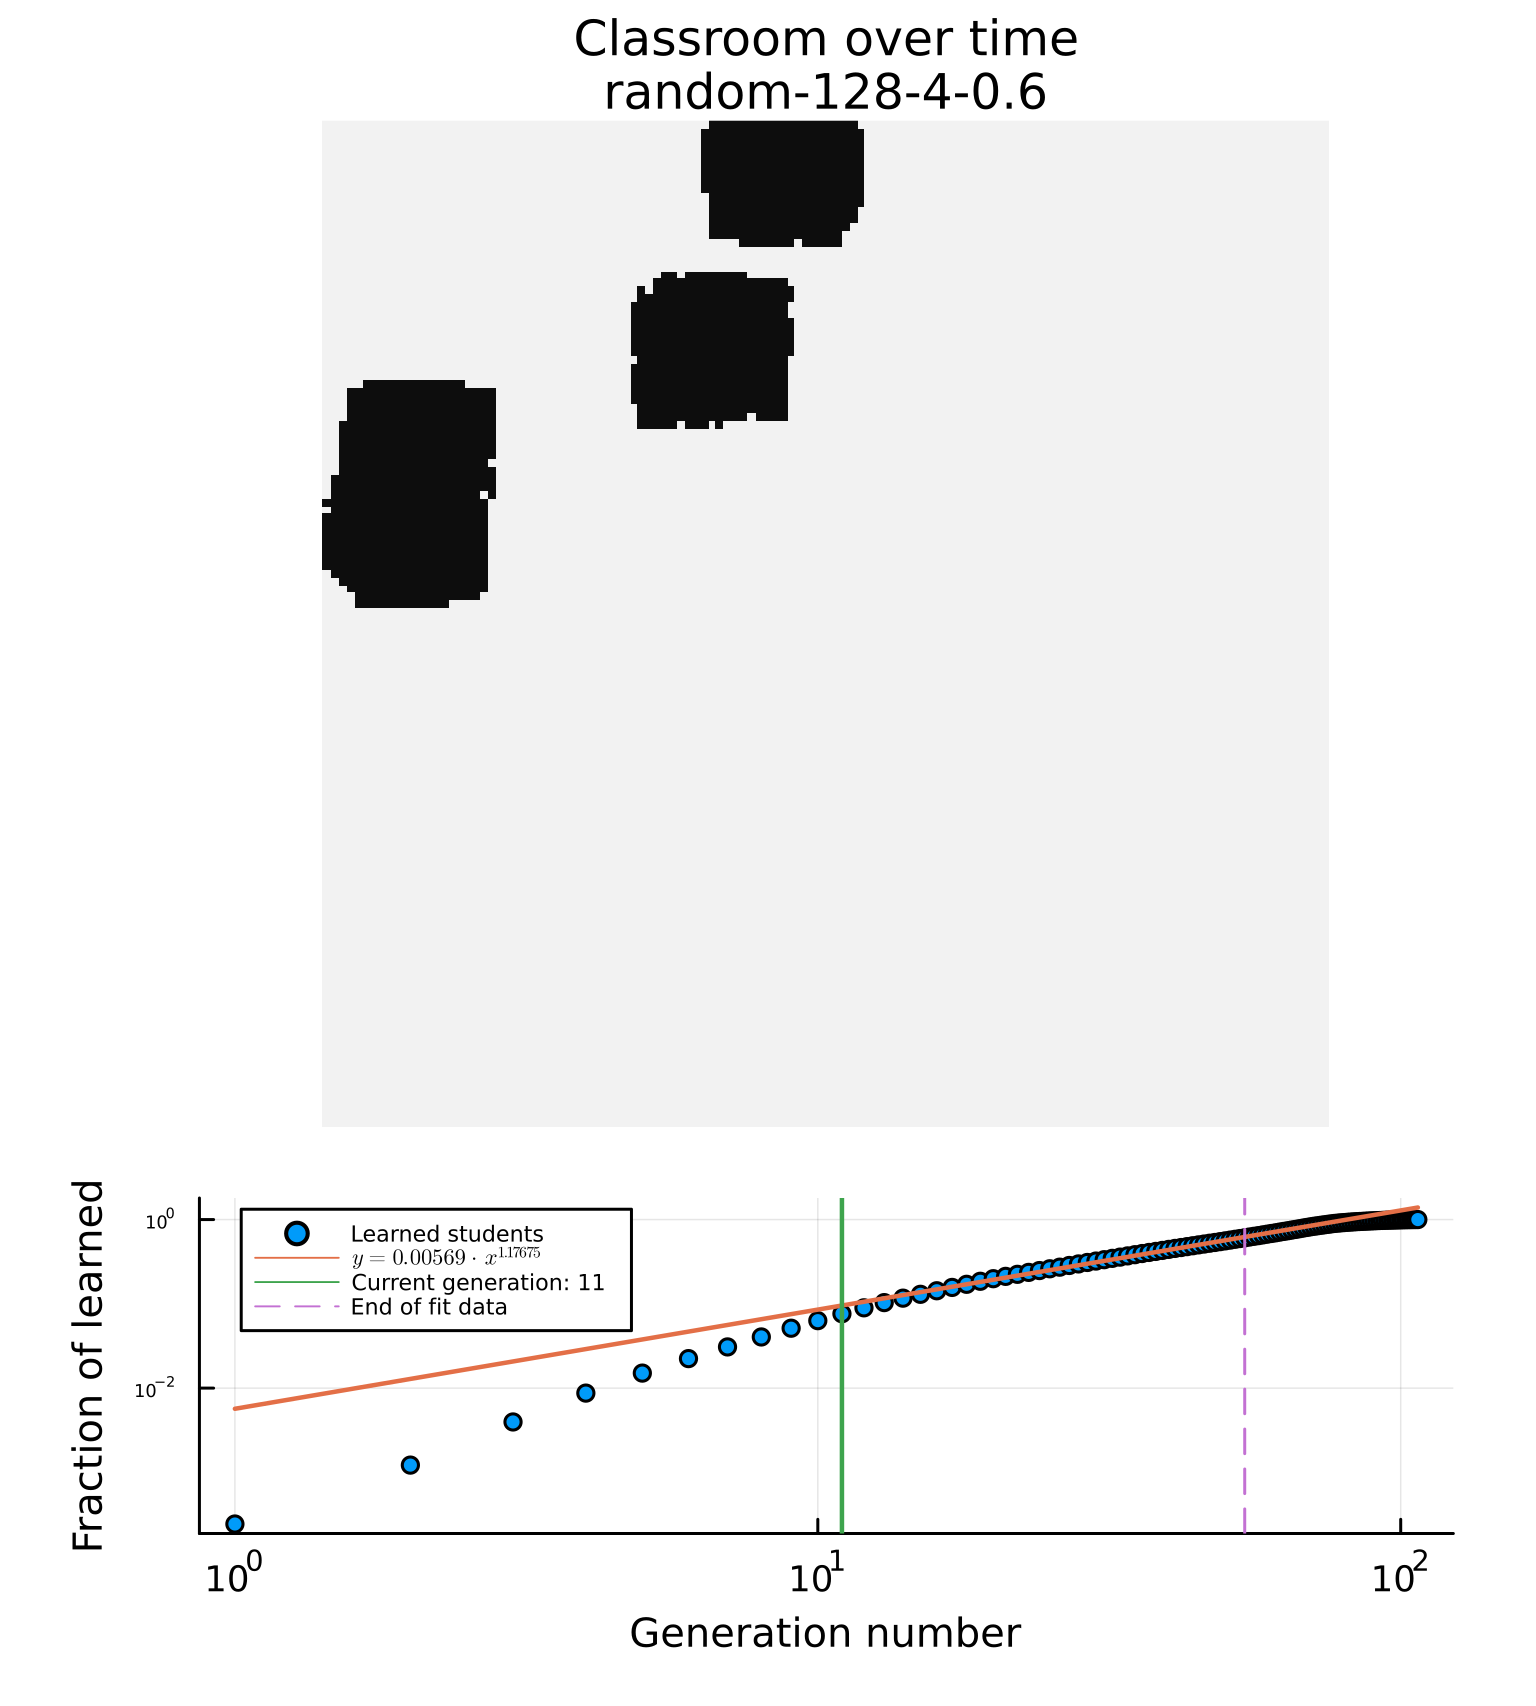 Classroom over time
random-128-4-0.6
Fraction of learned
10^0
10^-2
Learned students
y = 0.00569 · x^1.17675
Current generation: 11
End of fit data
10^0 10^1 10^2
Generation number